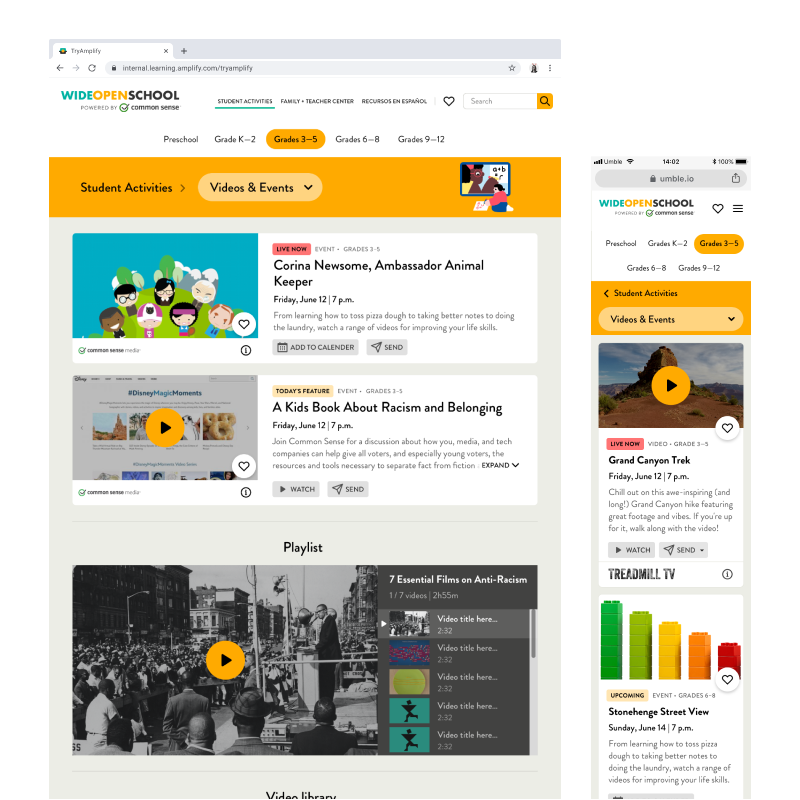 TryAmplify
internal.learning.amplify.com/tryamplify
WIDEOPENSCHOOL
POWERED BY common sense
STUDENT ACTIVITIES
FAMILY + TEACHER CENTER
RECURSOS EN ESPAÑOL
Search
Preschool
Grade K—2
Grades 3—5
Grades 6—8
Grades 9—12
Student Activities >
Videos & Events
a+b
LIVE NOW EVENT • GRADES 3-5
Corina Newsome, Ambassador Animal
Keeper
Friday, June 12 | 7 p.m.
From learning how to toss pizza dough to taking better notes to doing
the laundry, watch a range of videos for improving your life skills.
ADD TO CALENDER
SEND
common sense media
Disney
#DisneyMagicMoments
#DisneyMagicMoments Video Series
common sense media
TODAY'S FEATURE EVENT • GRADES 3-5
A Kids Book About Racism and Belonging
Friday, June 12 | 7 p.m.
Join Common Sense for a discussion about how you, media, and tech
companies can help give all voters, and especially young voters, the
resources and tools necessary to separate fact from fiction EXPAND
WATCH
SEND
Playlist
7 Essential Films on Anti-Racism
1 / 7 videos | 2h55m
Video title here...
2:32
Video title here...
2:32
Video title here...
2:32
Video title here...
2:32
Video title here...
2:32
Video library
Umble
14:02
100%
umble.io
WIDEOPENSCHOOL
POWERED BY common sense
Preschool
Grades K—2
Grades 3—5
Grades 6—8
Grades 9—12
Student Activities
Videos & Events
LIVE NOW VIDEO • GRADE 3-5
Grand Canyon Trek
Friday, June 12 | 7 p.m.
Chill out on this awe-inspiring (and
long!) Grand Canyon hike featuring
great footage and vibes. If you're up
for it, walk along with the video!
WATCH
SEND
TREADMILL TV
UPCOMING EVENT • GRADES 6-8
Stonehenge Street View
Sunday, June 14 | 7 p.m.
From learning how to toss pizza
dough to taking better notes to
doing the laundry, watch a range of
videos for improving your life skills.